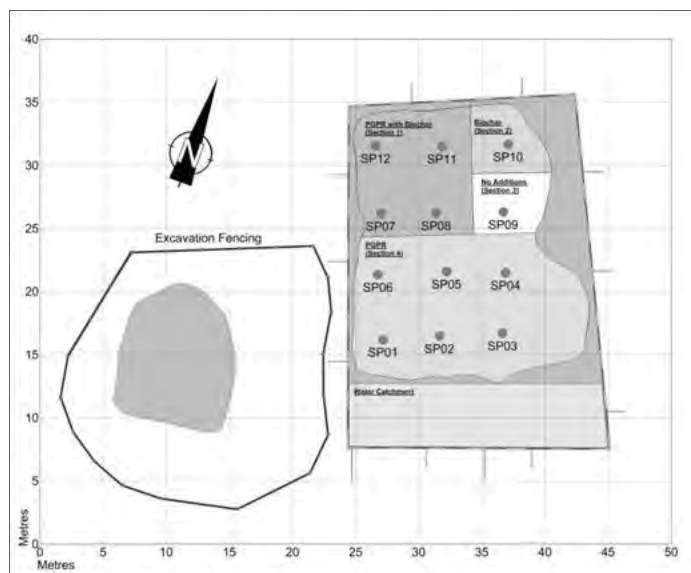 40
35
30
25
20
15
10
5
0
Metres
0 5 10 15 20 25 30 35 40 45 50
Metres
N
Excavation Fencing
PGPR with Biochar
(Section 1)
Biochar
(Section 2)
SP12 SP11 SP10
No Additions
(Section 3)
SP07 SP08 SP09
PGPR
(Section 4)
SP06 SP05 SP04
SP01 SP02 SP03
Water Catchment